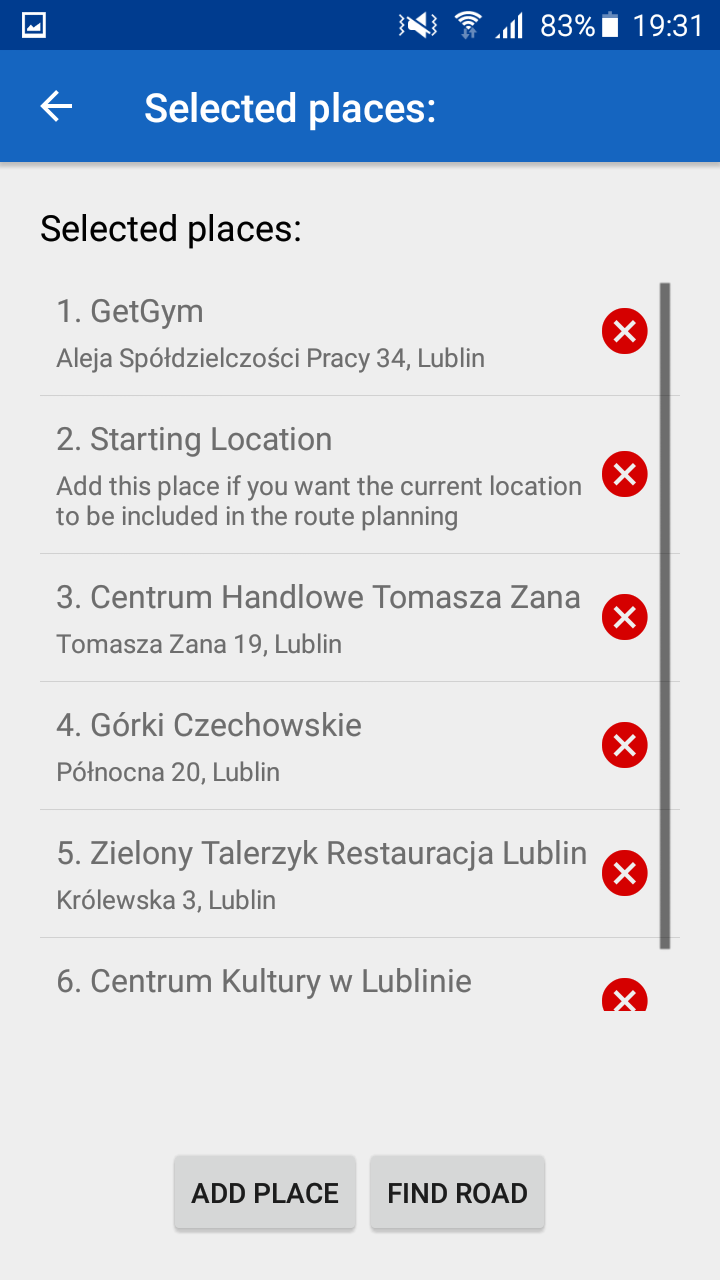 83% 19:31
Selected places:
Selected places:
1. GetGym
Aleja Spółdzielczości Pracy 34, Lublin
2. Starting Location
Add this place if you want the current location
to be included in the route planning
3. Centrum Handlowe Tomasza Zana
Tomasza Zana 19, Lublin
4. Górki Czechowskie
Północna 20, Lublin
5. Zielony Talerzyk Restauracja Lublin
Królewska 3, Lublin
6. Centrum Kultury w Lublinie
ADD PLACE FIND ROAD